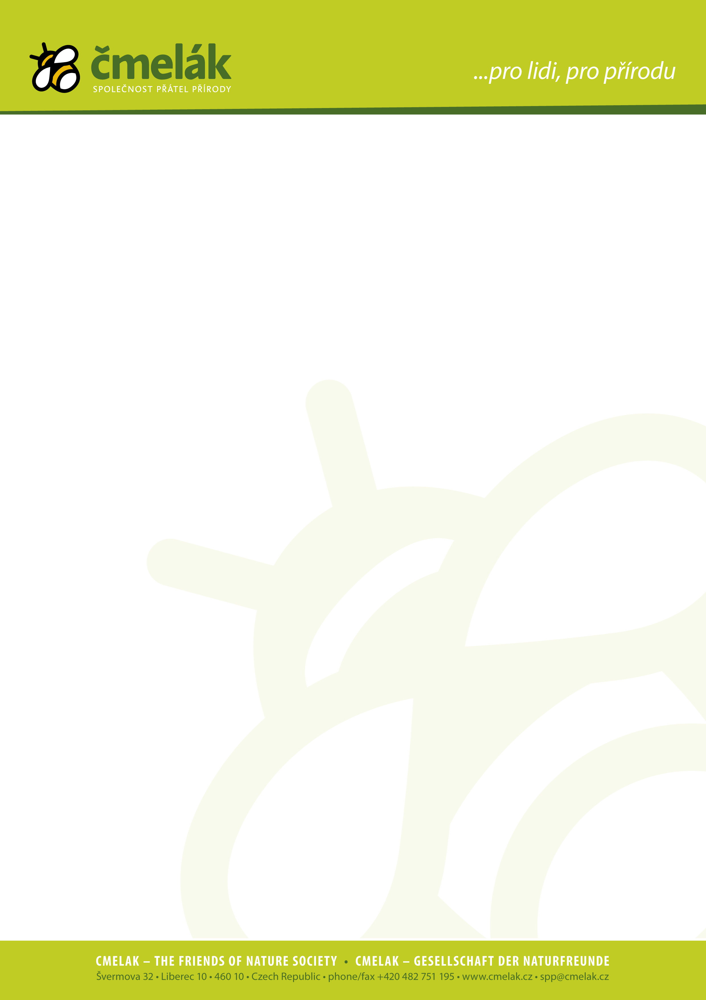 čmelák
SPOLEČNOST PŘÁTEL PŘÍRODY
...pro lidi, pro přírodu
CMELAK – THE FRIENDS OF NATURE SOCIETY • CMELAK – GESELLSCHAFT DER NATURFREUNDE
Švermova 32 • Liberec 10 • 460 10 • Czech Republic • phone/fax +420 482 751 195 • www.cmelak.cz • spp@cmelak.cz